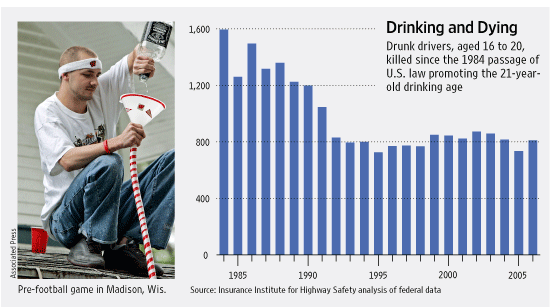 Drinking and Dying
Drunk drivers, aged 16 to 20,
killed since the 1984 passage of
U.S. law promoting the 21-year-
old drinking age
1,600
1,200
800
400
0
1985
1990
1995
2000
2005
Associated Press
Pre-football game in Madison, Wis.
Source: Insurance Institute for Highway Safety analysis of federal data